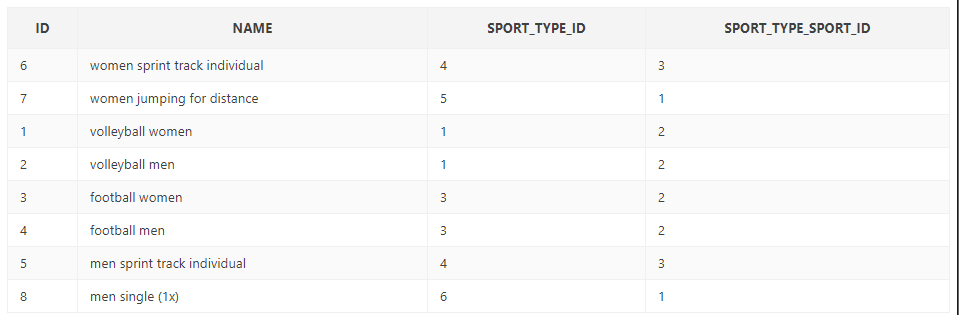 ID NAME SPORT_TYPE_ID SPORT_TYPE_SPORT_ID
6 women sprint track individual 4 3
7 women jumping for distance 5 1
1 volleyball women 1 2
2 volleyball men 1 2
3 football women 3 2
4 football men 3 2
5 men sprint track individual 4 3
8 men single (1x) 6 1